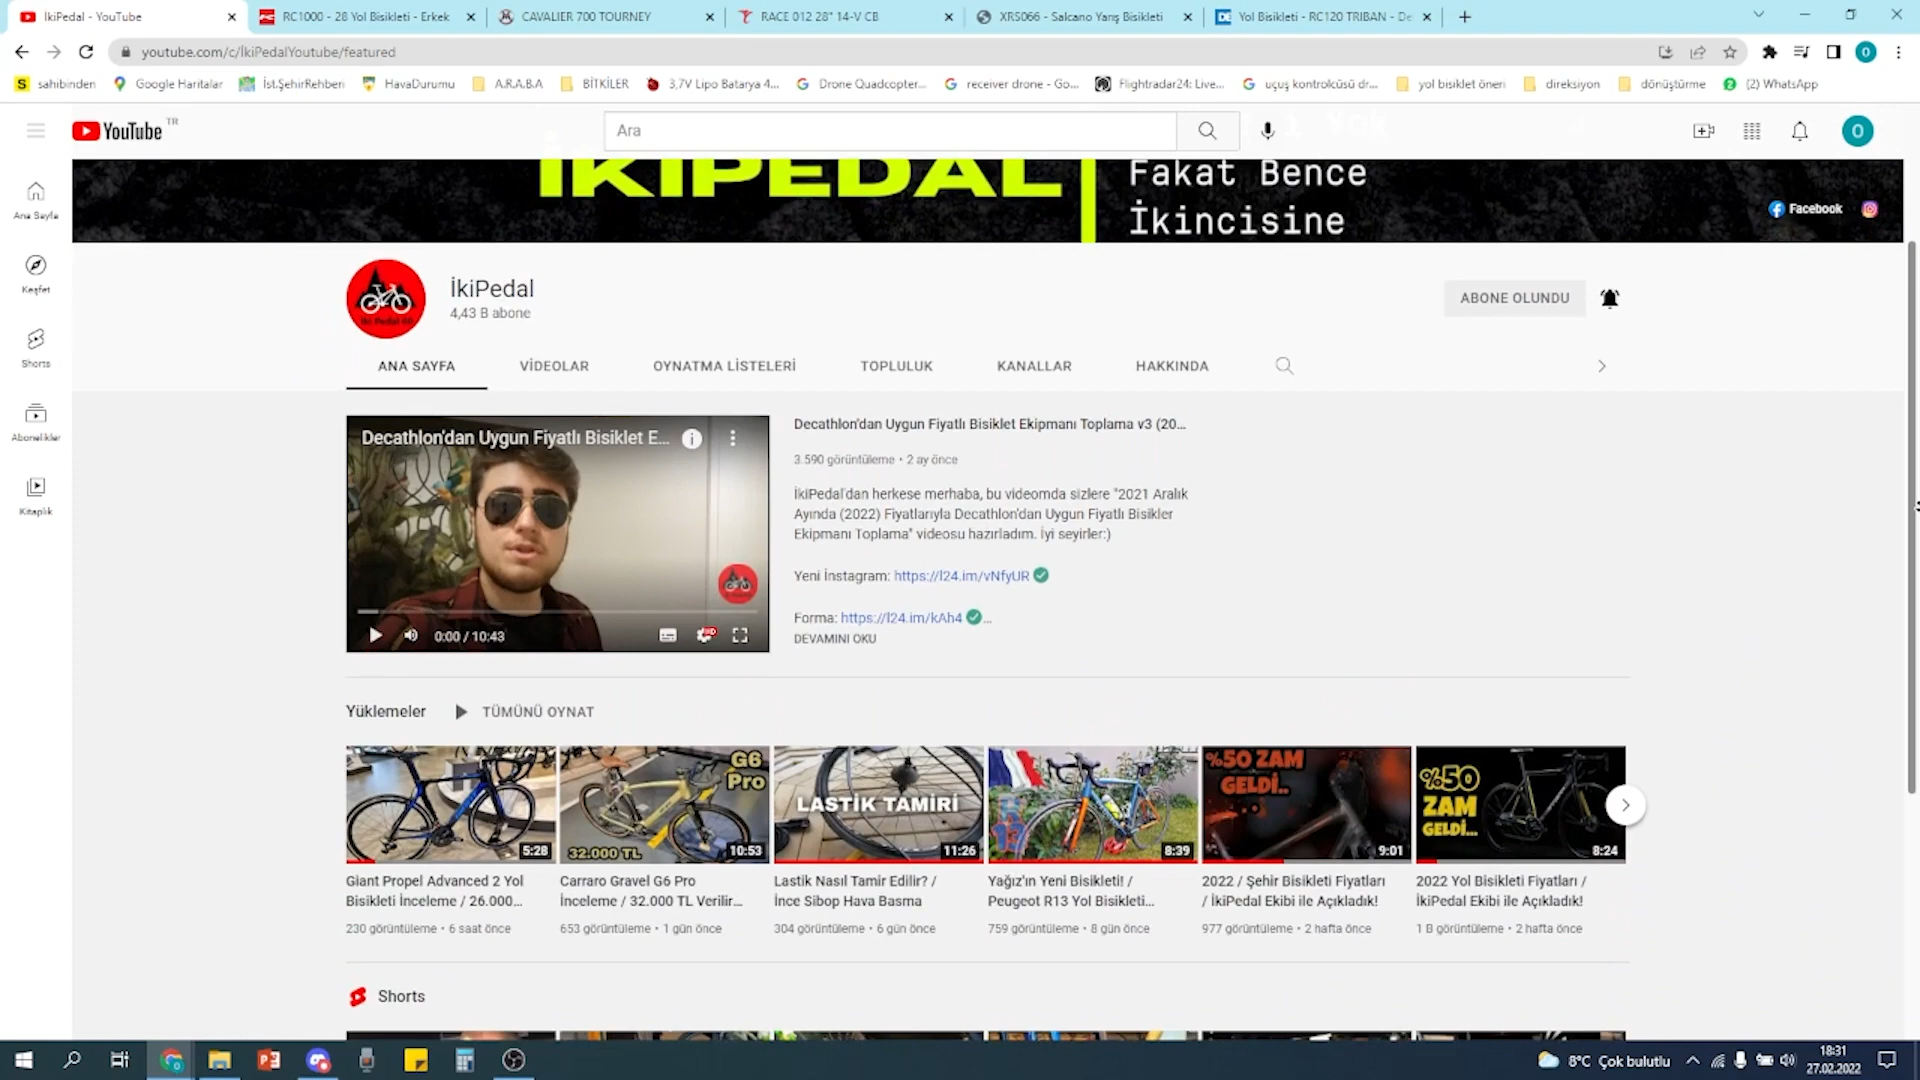 İkiPedal - YouTube
RC1000 - 28 Yol Bisikleti - Erkek
CAVALIER 700 TOURNEY
RACE 012 28" 14-V CB
XRS066 - Salcano Yarış Bisikleti
Yol Bisikleti - RC120 TRIBAN - De
youtube.com/c/İkiPedalYoutube/featured
O
sahibinden
Google Haritalar
İst.ŞehirRehberi
HavaDurumu
A.R.A.B.A
BİTKİLER
3,7V Lipo Batarya 4...
Drone Quadcopter...
receiver drone - Go...
Flightradar24: Live...
uçuş kontrolcüsü dr...
yol bisiklet öneri
direksiyon
dönüştürme
(2) WhatsApp
YouTube TR
Ara
O
İKİPEDAL
Fakat Bence
İkincisine
Facebook
Ana Sayfa
Keşfet
Shorts
Abonelikler
Kitaplık
İkiPedal
4,43 B abone
ABONE OLUNDU
ANA SAYFA
VİDEOLAR
OYNATMA LİSTELERİ
TOPLULUK
KANALLAR
HAKKINDA
Decathlon'dan Uygun Fiyatlı Bisiklet E...
0:00 / 10:43
Decathlon'dan Uygun Fiyatlı Bisiklet Ekipmanı Toplama v3 (20...
3.590 görüntüleme • 2 ay önce
İkiPedal'dan herkese merhaba, bu videomda sizlere "2021 Aralık
Ayında (2022) Fiyatlarıyla Decathlon'dan Uygun Fiyatlı Bisikler
Ekipmanı Toplama" videosu hazırladım. İyi seyirler:)
Yeni İnstagram: https://l24.im/vNfyUR
Forma: https://l24.im/kAh4 ...
DEVAMINI OKU
Yüklemeler
TÜMÜNÜ OYNAT
5:28
Giant Propel Advanced 2 Yol
Bisikleti İnceleme / 26.000...
230 görüntüleme • 6 saat önce
G6
Pro
32.000 TL
10:53
Carraro Gravel G6 Pro
İnceleme / 32.000 TL Verilir...
653 görüntüleme • 1 gün önce
LASTİK TAMİRİ
11:26
Lastik Nasıl Tamir Edilir? /
İnce Sibop Hava Basma
304 görüntüleme • 6 gün önce
8:39
Yağız'ın Yeni Bisikleti! /
Peugeot R13 Yol Bisikleti...
759 görüntüleme • 8 gün önce
%50 ZAM
GELDİ..
9:01
2022 / Şehir Bisikleti Fiyatları
/ İkiPedal Ekibi ile Açıkladık!
977 görüntüleme • 2 hafta önce
%50
ZAM
GELDİ...
8:24
2022 Yol Bisikleti Fiyatları /
İkiPedal Ekibi ile Açıkladık!
1 B görüntüleme • 2 hafta önce
Shorts
8°C Çok bulutlu
18:31
27.02.2022